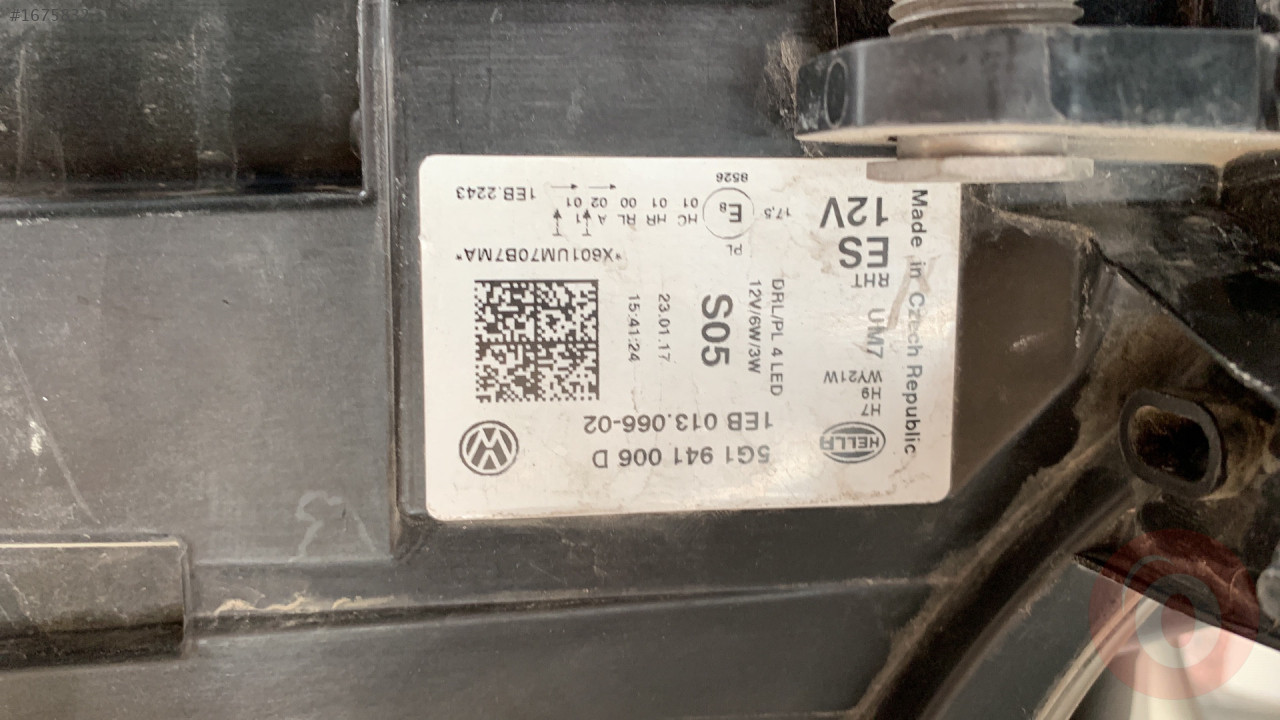 5G1 941 006 D
1EB 013.066-02
HELLA
H7
H9
WY21W
UM7
RHT
ES
12V
Made in Czech Republic
DRL/PL 4 LED
12V/6W/3W
S05
23.01.17
15:41:24
*X601UM70B7MA*
PL
E8
17.5
8526
HC HR RL A 1
01 01 00 02 01
1EB.2243